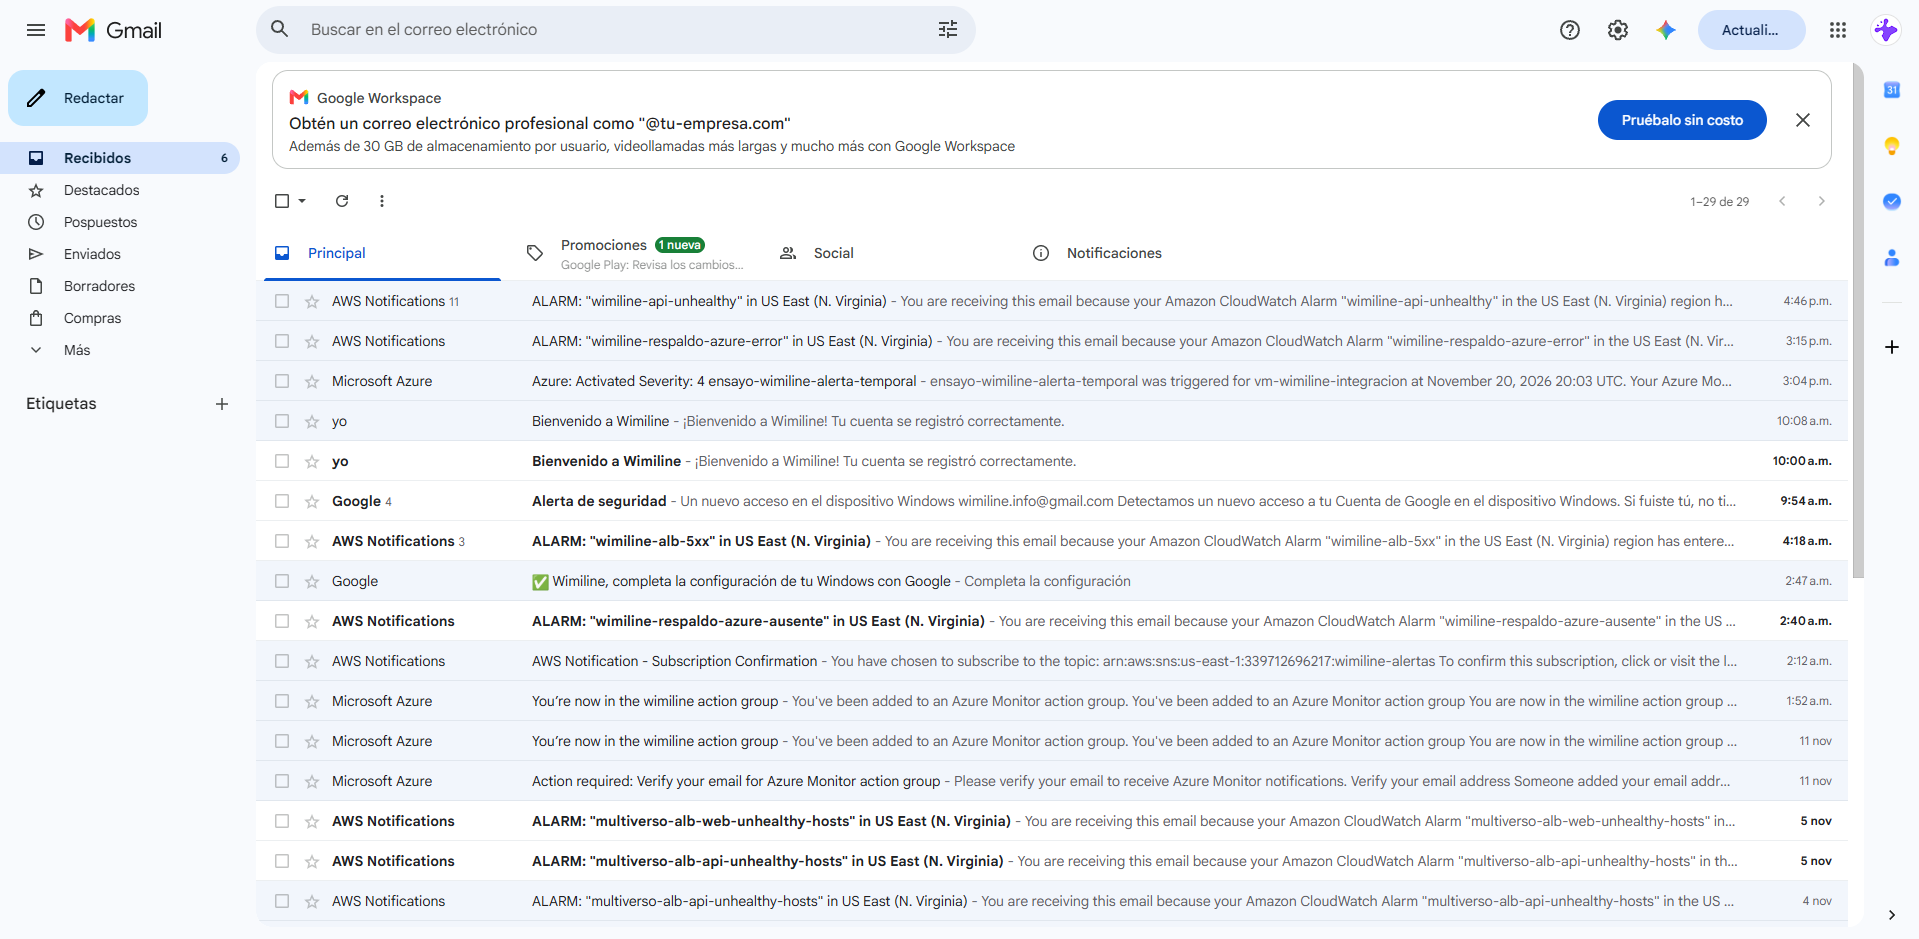 Gmail
Buscar en el correo electrónico
Actuali...
Redactar
Recibidos 6
Destacados
Pospuestos
Enviados
Borradores
Compras
Más
Etiquetas
Google Workspace
Obtén un correo electrónico profesional como "@tu-empresa.com"
Además de 30 GB de almacenamiento por usuario, videollamadas más largas y mucho más con Google Workspace
Pruébalo sin costo
1–29 de 29
Principal
Promociones 1 nueva
Google Play: Revisa los cambios...
Social
Notificaciones
AWS Notifications 11 ALARM: "wimiline-api-unhealthy" in US East (N. Virginia) - You are receiving this email because your Amazon CloudWatch Alarm "wimiline-api-unhealthy" in the US East (N. Virginia) region h... 4:46 p.m.
AWS Notifications ALARM: "wimiline-respaldo-azure-error" in US East (N. Virginia) - You are receiving this email because your Amazon CloudWatch Alarm "wimiline-respaldo-azure-error" in the US East (N. Vir... 3:15 p.m.
Microsoft Azure Azure: Activated Severity: 4 ensayo-wimiline-alerta-temporal - ensayo-wimiline-alerta-temporal was triggered for vm-wimiline-integracion at November 20, 2026 20:03 UTC. Your Azure Mo... 3:04 p.m.
yo Bienvenido a Wimiline - ¡Bienvenido a Wimiline! Tu cuenta se registró correctamente. 10:08 a.m.
yo Bienvenido a Wimiline - ¡Bienvenido a Wimiline! Tu cuenta se registró correctamente. 10:00 a.m.
Google 4 Alerta de seguridad - Un nuevo acceso en el dispositivo Windows wimiline.info@gmail.com Detectamos un nuevo acceso a tu Cuenta de Google en el dispositivo Windows. Si fuiste tú, no ti... 9:54 a.m.
AWS Notifications 3 ALARM: "wimiline-alb-5xx" in US East (N. Virginia) - You are receiving this email because your Amazon CloudWatch Alarm "wimiline-alb-5xx" in the US East (N. Virginia) region has entere... 4:18 a.m.
Google ✅ Wimiline, completa la configuración de tu Windows con Google - Completa la configuración 2:47 a.m.
AWS Notifications ALARM: "wimiline-respaldo-azure-ausente" in US East (N. Virginia) - You are receiving this email because your Amazon CloudWatch Alarm "wimiline-respaldo-azure-ausente" in the US ... 2:40 a.m.
AWS Notifications AWS Notification - Subscription Confirmation - You have chosen to subscribe to the topic: arn:aws:sns:us-east-1:339712696217:wimiline-alertas To confirm this subscription, click or visit the l... 2:12 a.m.
Microsoft Azure You're now in the wimiline action group - You've been added to an Azure Monitor action group. You've been added to an Azure Monitor action group You are now in the wimiline action group ... 1:52 a.m.
Microsoft Azure You're now in the wimiline action group - You've been added to an Azure Monitor action group. You've been added to an Azure Monitor action group You are now in the wimiline action group ... 11 nov
Microsoft Azure Action required: Verify your email for Azure Monitor action group - Please verify your email to receive Azure Monitor notifications. Verify your email address Someone added your email addr... 11 nov
AWS Notifications ALARM: "multiverso-alb-web-unhealthy-hosts" in US East (N. Virginia) - You are receiving this email because your Amazon CloudWatch Alarm "multiverso-alb-web-unhealthy-hosts" in... 5 nov
AWS Notifications ALARM: "multiverso-alb-api-unhealthy-hosts" in US East (N. Virginia) - You are receiving this email because your Amazon CloudWatch Alarm "multiverso-alb-api-unhealthy-hosts" in th... 5 nov
AWS Notifications ALARM: "multiverso-alb-api-unhealthy-hosts" in US East (N. Virginia) - You are receiving this email because your Amazon CloudWatch Alarm "multiverso-alb-api-unhealthy-hosts" in the US ... 4 nov
31